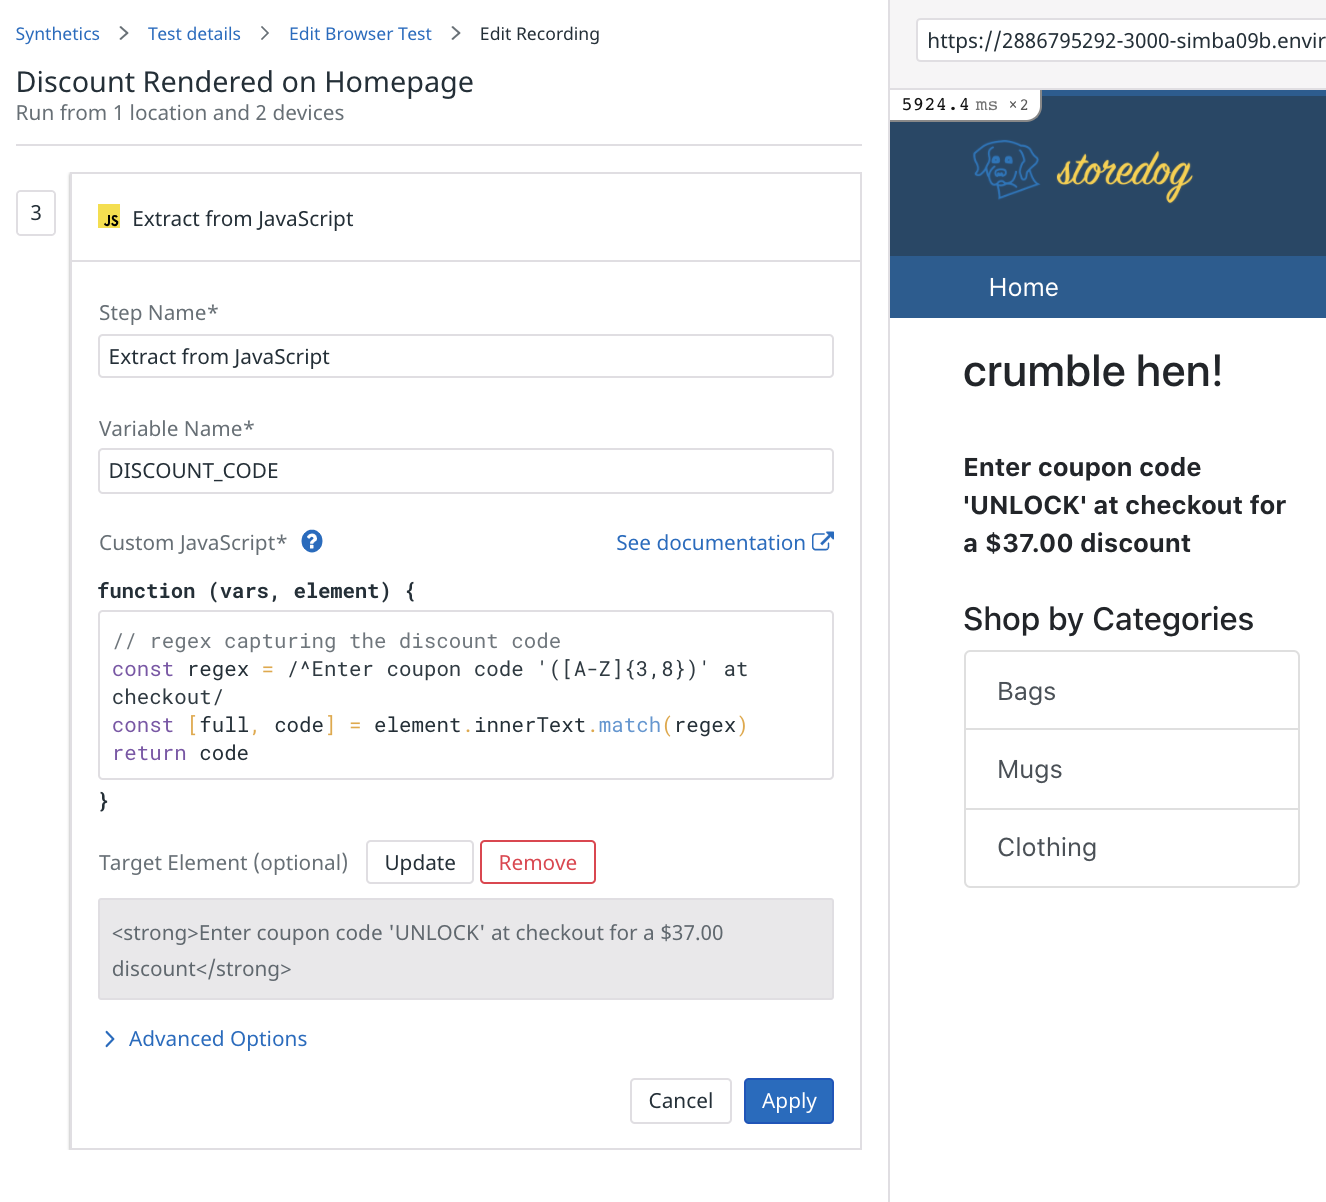 Synthetics > Test details > Edit Browser Test > Edit Recording
Discount Rendered on Homepage
Run from 1 location and 2 devices
3
JS Extract from JavaScript
Step Name*
Extract from JavaScript
Variable Name*
DISCOUNT_CODE
Custom JavaScript* ?
See documentation
function (vars, element) {
// regex capturing the discount code
const regex = /^Enter coupon code '([A-Z]{3,8})' at
checkout/
const [full, code] = element.innerText.match(regex)
return code
}
Target Element (optional)
Update
Remove
<strong>Enter coupon code 'UNLOCK' at checkout for a $37.00
discount</strong>
> Advanced Options
Cancel
Apply
https://2886795292-3000-simba09b.envir
5924.4 ms ×2
storedog
Home
crumble hen!
Enter coupon code
'UNLOCK' at checkout for
a $37.00 discount
Shop by Categories
Bags
Mugs
Clothing